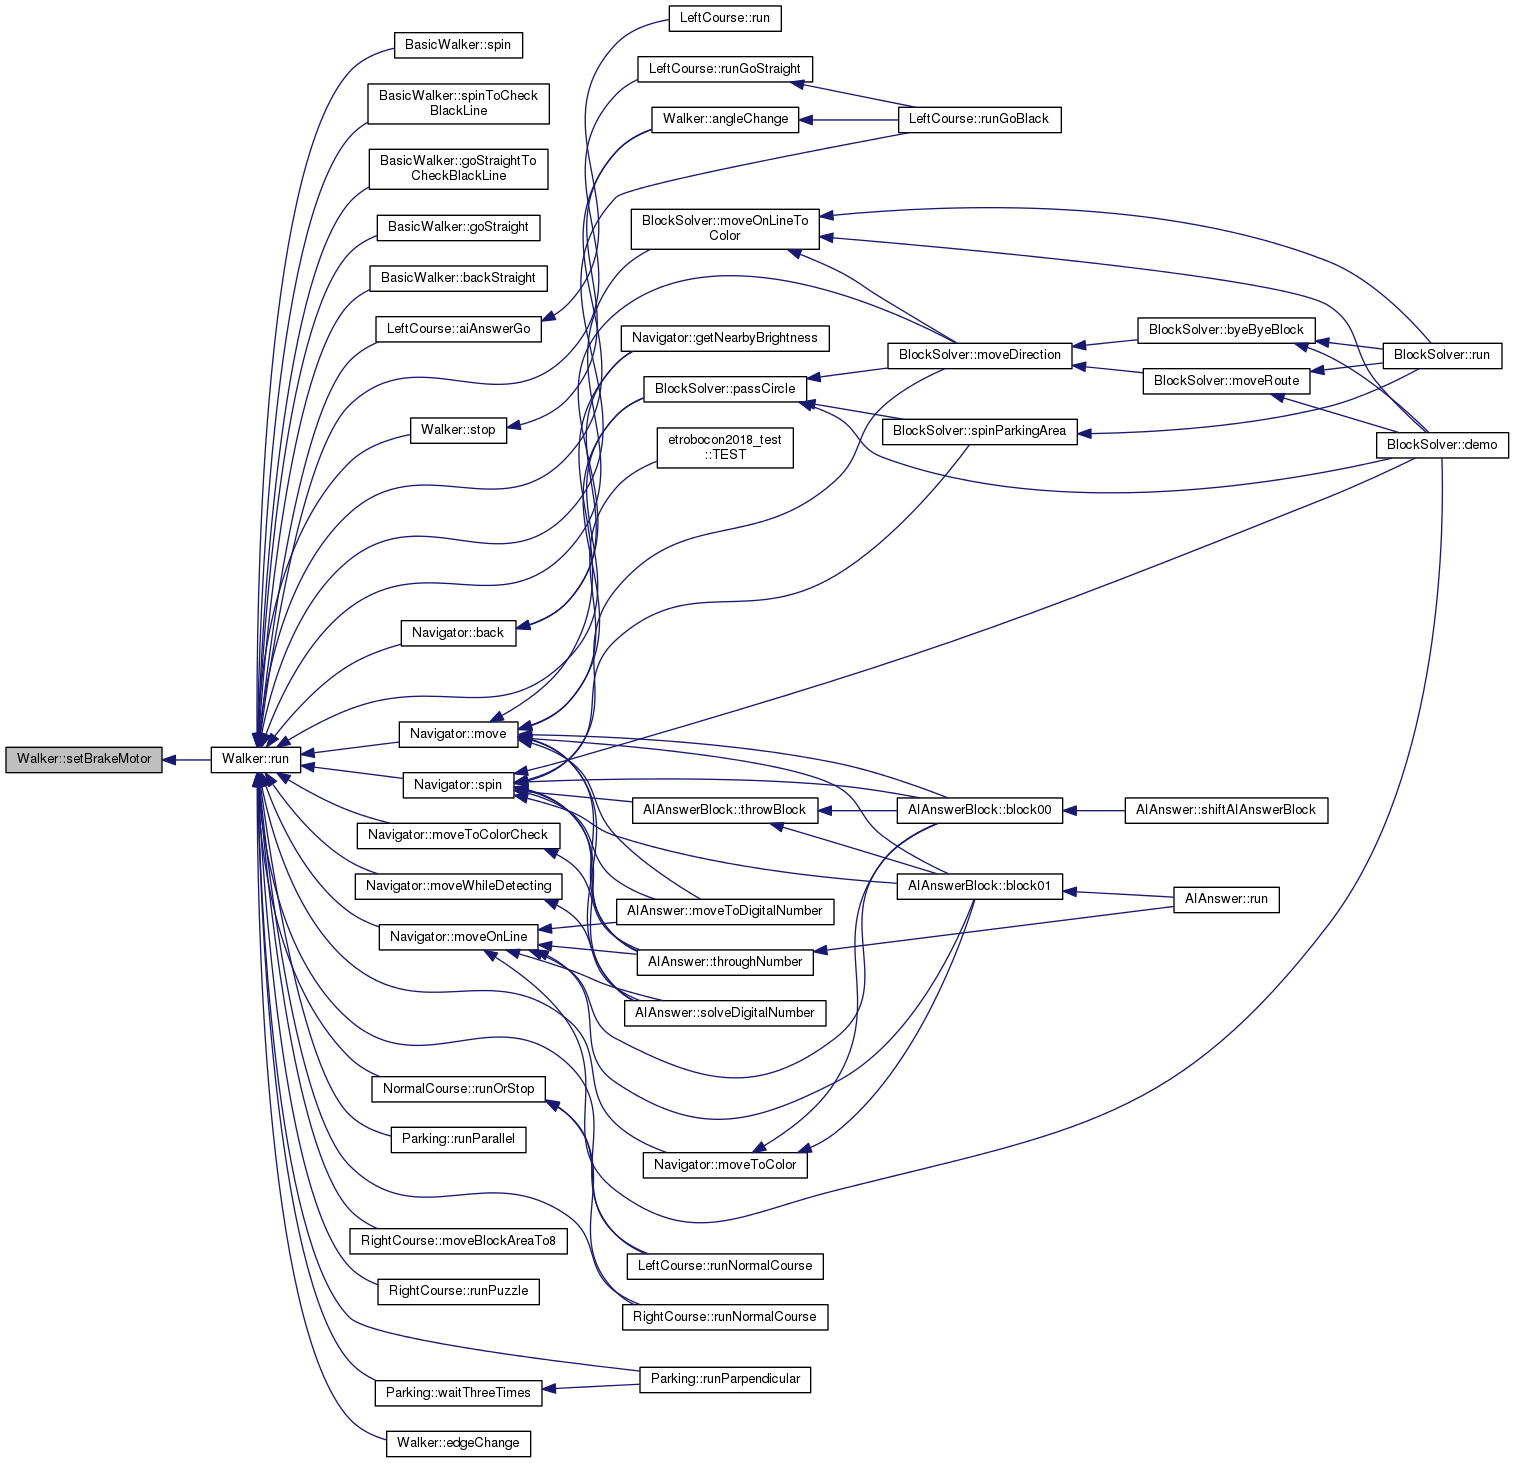 Walker::setBrakeMotor
Walker::run
BasicWalker::spin
BasicWalker::spinToCheck
BlackLine
BasicWalker::goStraightTo
CheckBlackLine
BasicWalker::goStraight
BasicWalker::backStraight
LeftCourse::aiAnswerGo
Walker::stop
Navigator::back
Navigator::move
Navigator::spin
Navigator::moveToColorCheck
Navigator::moveWhileDetecting
Navigator::moveOnLine
NormalCourse::runOrStop
Parking::runParallel
RightCourse::moveBlockAreaTo8
RightCourse::runPuzzle
Parking::waitThreeTimes
Walker::edgeChange
LeftCourse::run
LeftCourse::runGoStraight
Walker::angleChange
BlockSolver::moveOnLineTo
Color
Navigator::getNearbyBrightness
BlockSolver::passCircle
etrobocon2018_test
::TEST
AIAnswerBlock::throwBlock
AIAnswer::moveToDigitalNumber
AIAnswer::throughNumber
AIAnswer::solveDigitalNumber
Navigator::moveToColor
LeftCourse::runNormalCourse
RightCourse::runNormalCourse
Parking::runParpendicular
LeftCourse::runGoBlack
BlockSolver::moveDirection
BlockSolver::spinParkingArea
AIAnswerBlock::block00
AIAnswerBlock::block01
BlockSolver::byeByeBlock
BlockSolver::moveRoute
AIAnswer::shiftAIAnswerBlock
AIAnswer::run
BlockSolver::run
BlockSolver::demo